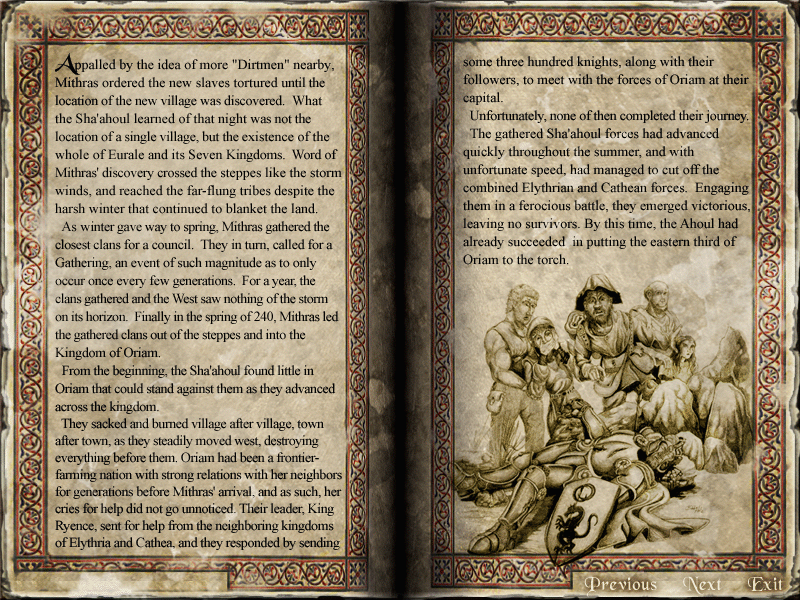 Appalled by the idea of more "Dirtmen" nearby,
Mithras ordered the new slaves tortured until the
location of the new village was discovered.  What
the Sha'ahoul learned of that night was not the
location of a single village, but the existence of the
whole of Eurale and its Seven Kingdoms.  Word of
Mithras' discovery crossed the steppes like the storm
winds, and reached the far-flung tribes despite the
harsh winter that continued to blanket the land.
As winter gave way to spring, Mithras gathered the
closest clans for a council.  They in turn, called for a
Gathering, an event of such magnitude as to only
occur once every few generations.  For a year, the
clans gathered and the West saw nothing of the storm
on its horizon.  Finally in the spring of 240, Mithras led
the gathered clans out of the steppes and into the
Kingdom of Oriam.
From the beginning, the Sha'ahoul found little in
Oriam that could stand against them as they advanced
across the kingdom.
They sacked and burned village after village, town
after town, as they steadily moved west, destroying
everything before them. Oriam had been a frontier-
farming nation with strong relations with her neighbors
for generations before Mithras' arrival, and as such, her
cries for help did not go unnoticed. Their leader, King
Ryence, sent for help from the neighboring kingdoms
of Elythria and Cathea, and they responded by sending
some three hundred knights, along with their
followers, to meet with the forces of Oriam at their
capital.
Unfortunately, none of then completed their journey.
The gathered Sha'ahoul forces had advanced
quickly throughout the summer, and with
unfortunate speed, had managed to cut off the
combined Elythrian and Cathean forces.  Engaging
them in a ferocious battle, they emerged victorious,
leaving no survivors. By this time, the Ahoul had
already succeeded  in putting the eastern third of
Oriam to the torch.
Previous Next Exit